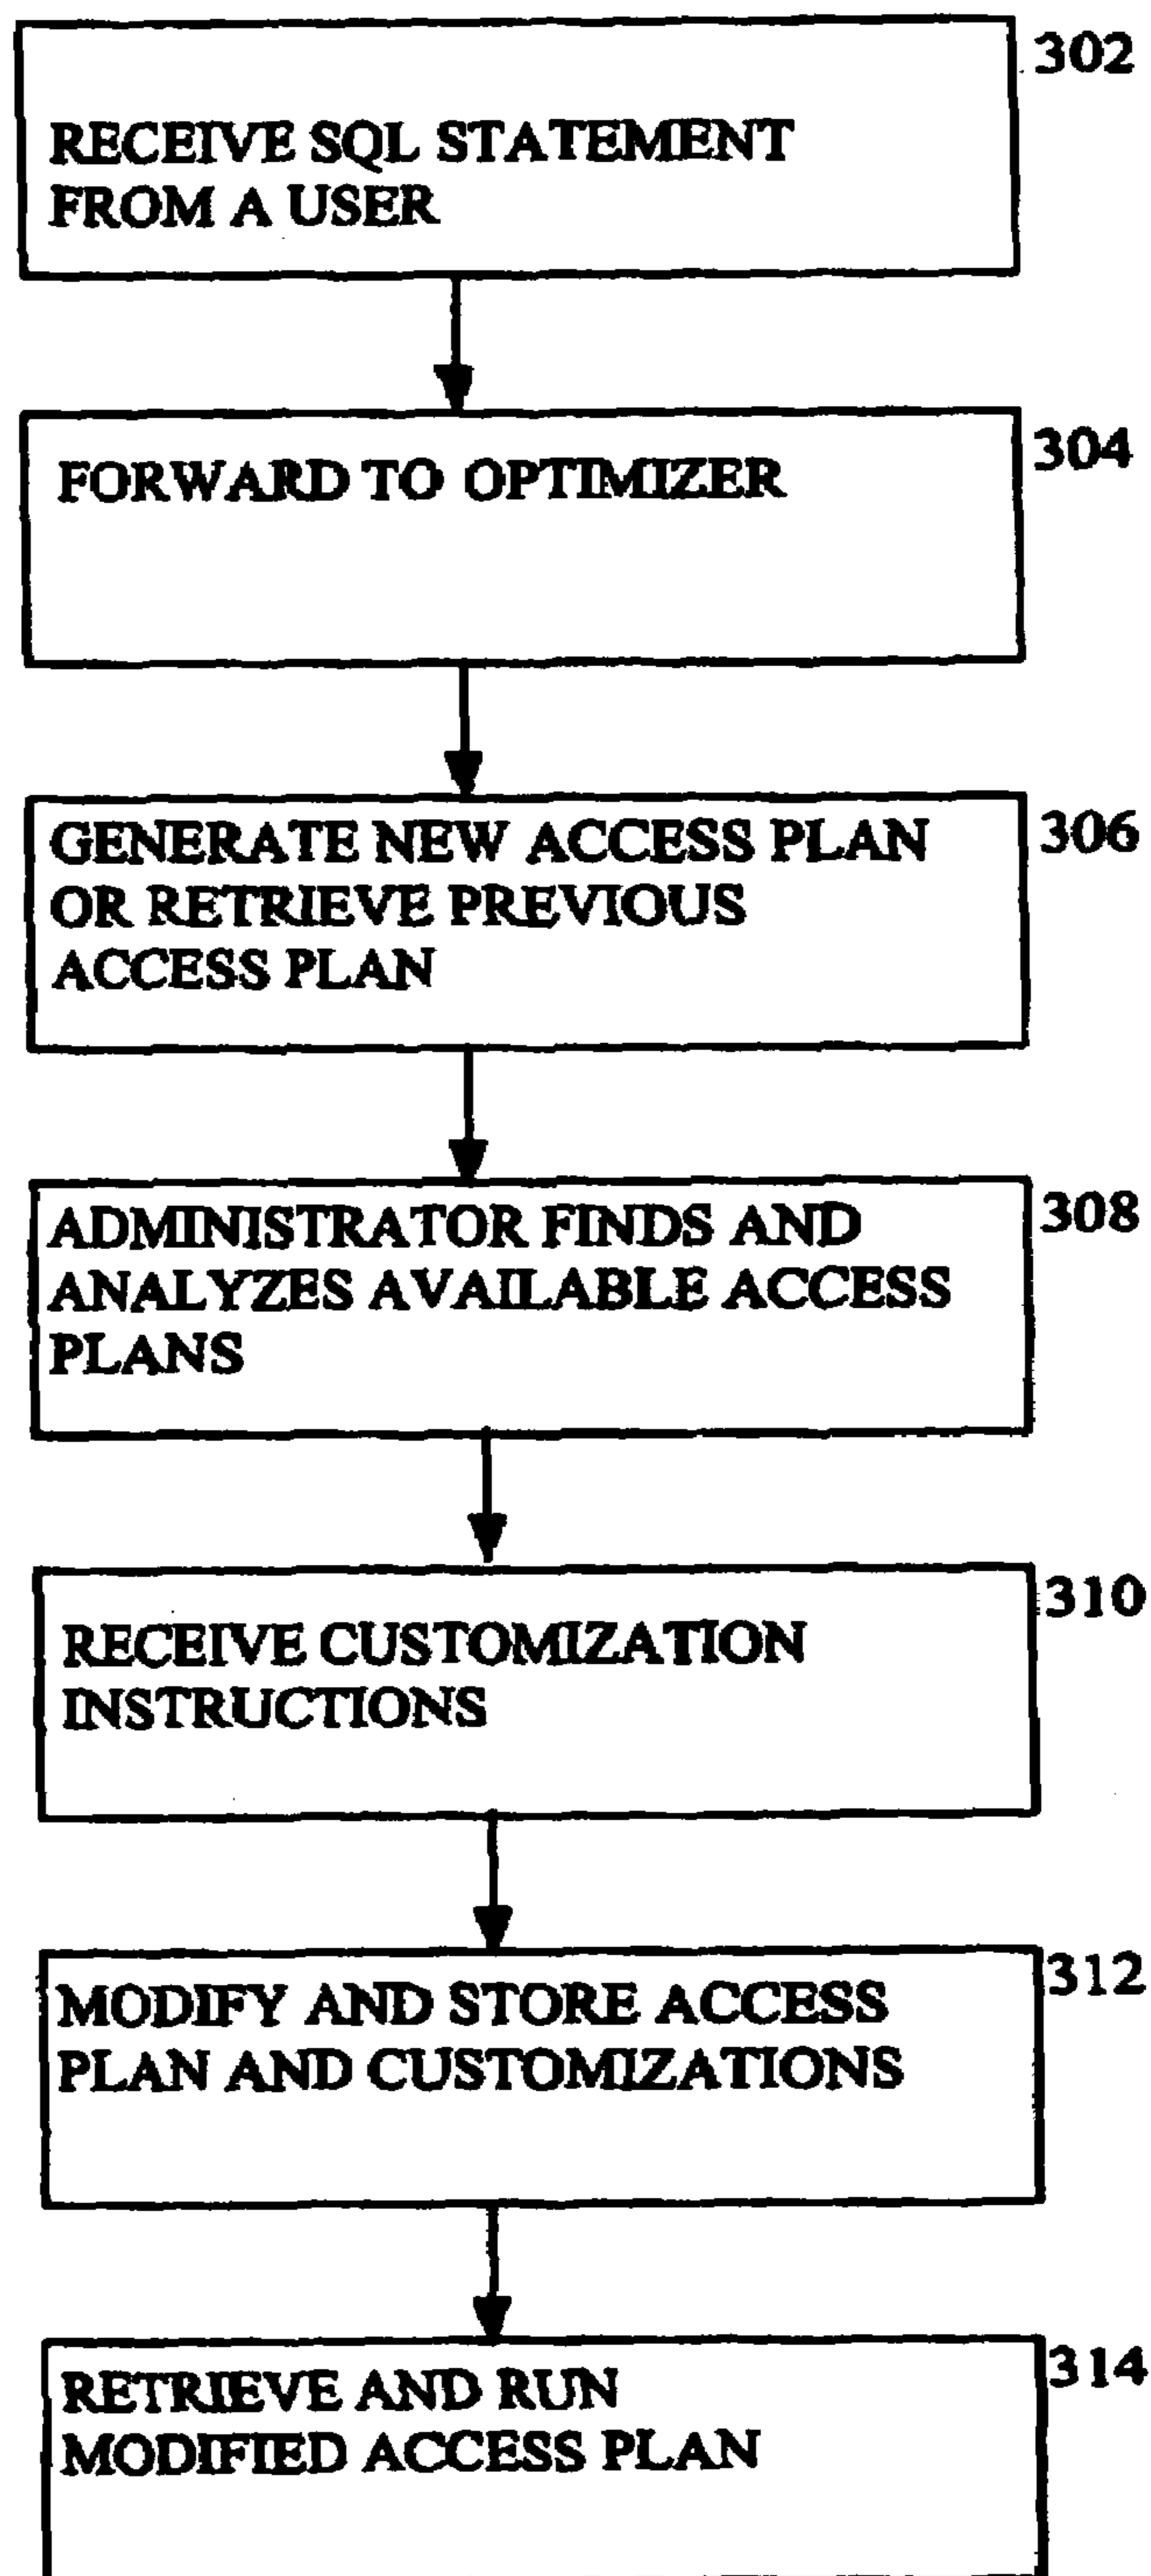 302
RECEIVE SQL STATEMENT
FROM A USER
304
FORWARD TO OPTIMIZER
306
GENERATE NEW ACCESS PLAN
OR RETRIEVE PREVIOUS
ACCESS PLAN
308
ADMINISTRATOR FINDS AND
ANALYZES AVAILABLE ACCESS
PLANS
310
RECEIVE CUSTOMIZATION
INSTRUCTIONS
312
MODIFY AND STORE ACCESS
PLAN AND CUSTOMIZATIONS
314
RETRIEVE AND RUN
MODIFIED ACCESS PLAN